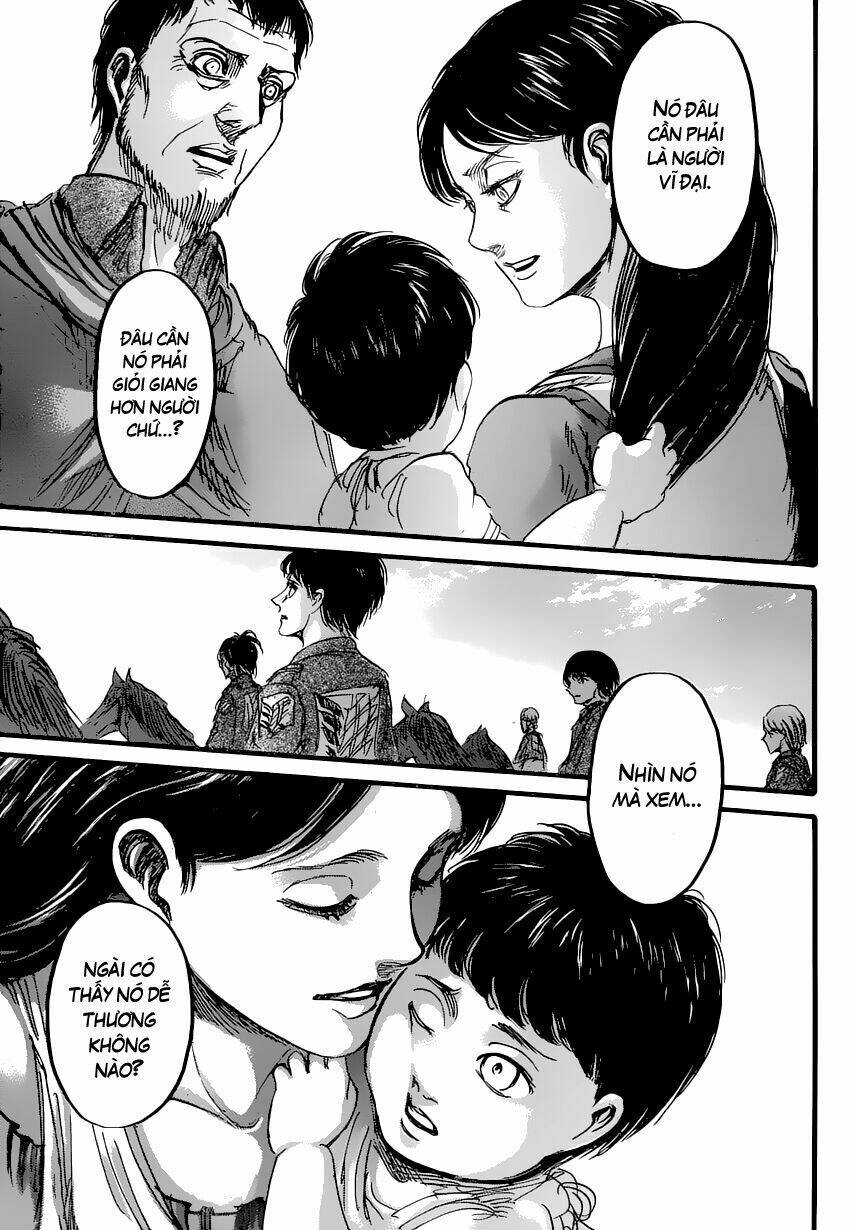 NÓ ĐÂU
CẦN PHẢI
LÀ NGƯỜI
VĨ ĐẠI.
ĐÂU CẦN
NÓ PHẢI
GIỎI GIANG
HƠN NGƯỜI
CHỨ...?
NHÌN NÓ
MÀ XEM...
NGÀI CÓ
THẤY NÓ DỄ
THƯƠNG
KHÔNG
NÀO?